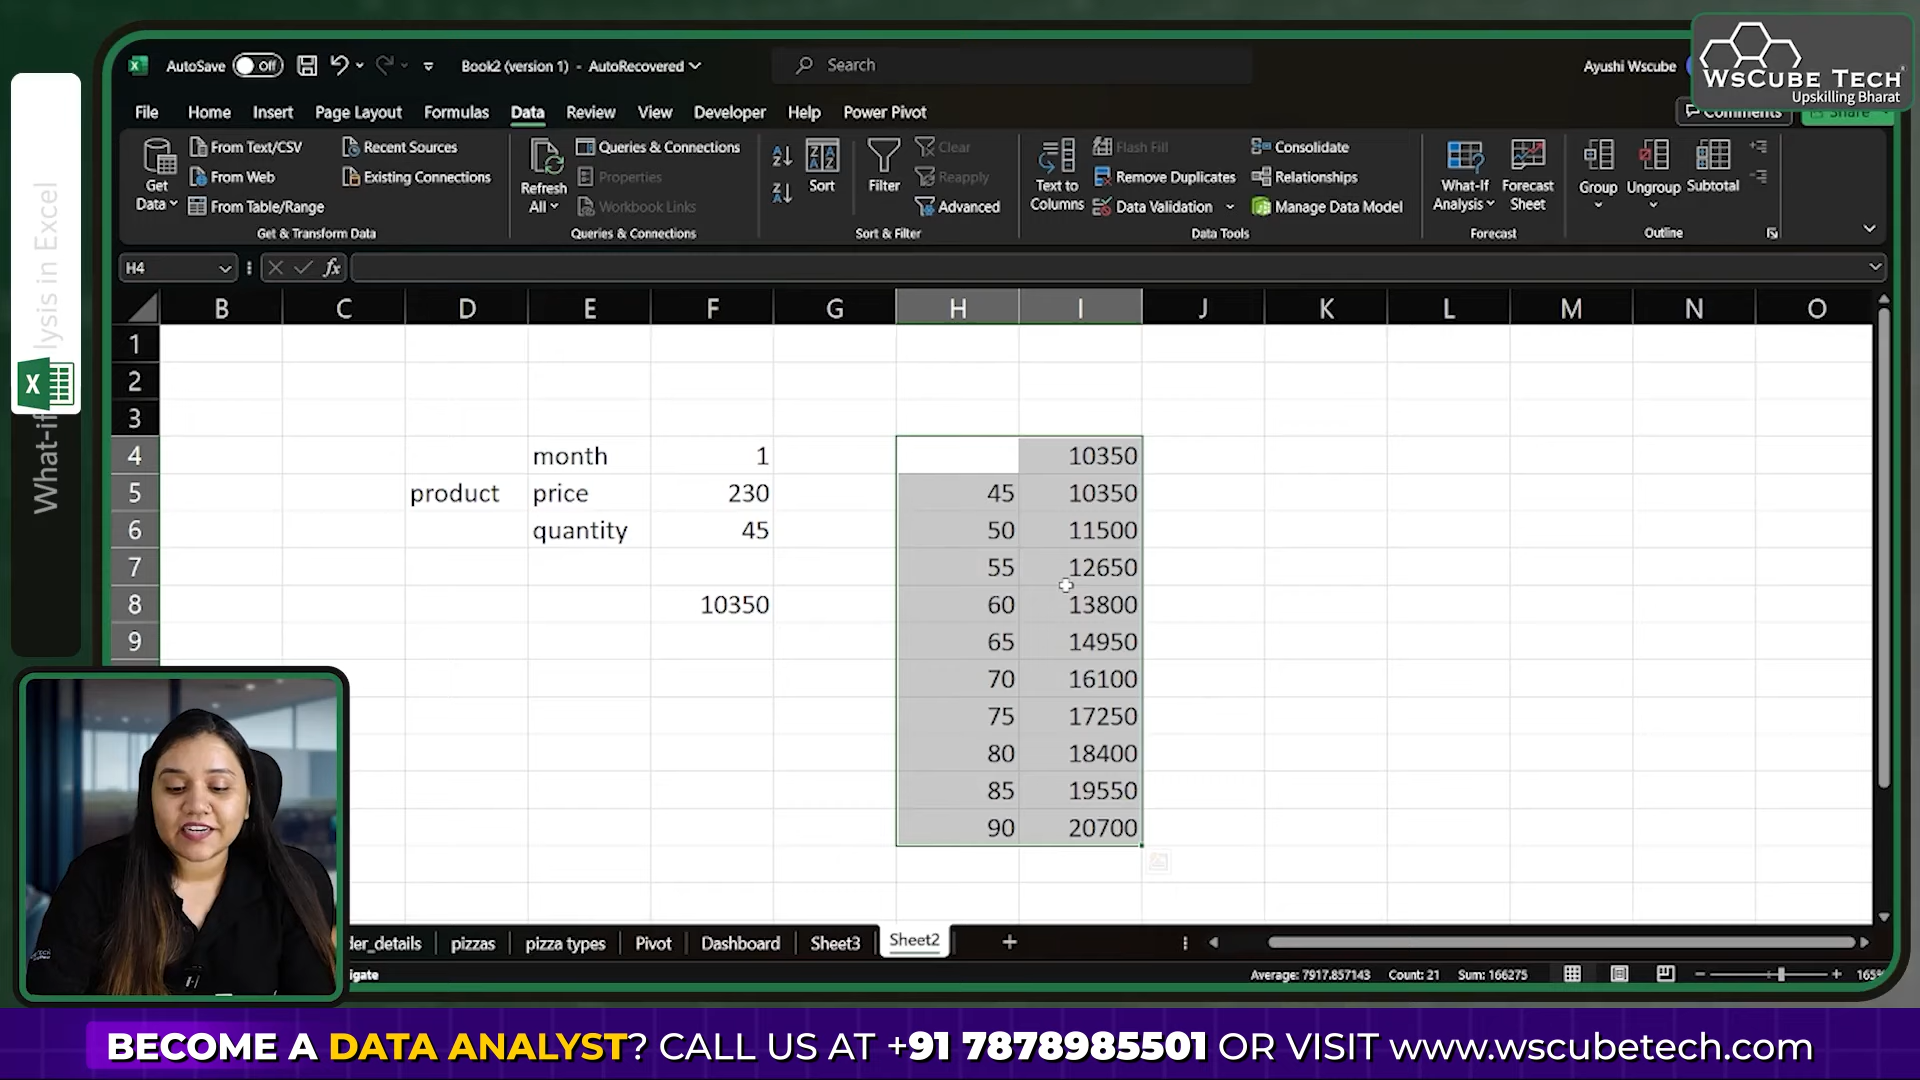 WsCube Tech
Upskilling Bharat
AutoSave Off Book2 (version 1) - AutoRecovered Search Ayushi Wscube
File Home Insert Page Layout Formulas Data Review View Developer Help Power Pivot Comments Share
Get Data
From Text/CSV
From Web
From Table/Range
Recent Sources
Existing Connections
Get & Transform Data
Refresh All
Queries & Connections
Properties
Workbook Links
Queries & Connections
Sort
Filter
Clear
Reapply
Advanced
Sort & Filter
Text to Columns
Flash Fill
Remove Duplicates
Data Validation
Consolidate
Relationships
Manage Data Model
Data Tools
What-If Analysis
Forecast Sheet
Forecast
Group
Ungroup
Subtotal
Outline
H4 fx
B C D E F G H I J K L M N O
1
2
3
4 month 1 10350
5 product price 230 45 10350
6 quantity 45 50 11500
7 55 12650
8 10350 60 13800
9 65 14950
70 16100
75 17250
80 18400
85 19550
90 20700
der_details pizzas pizza types Pivot Dashboard Sheet3 Sheet2
igate Average: 7917.857143 Count: 21 Sum: 166275 165%
What-if
lysis in Excel
BECOME A DATA ANALYST? CALL US AT +91 7878985501 OR VISIT www.wscubetech.com